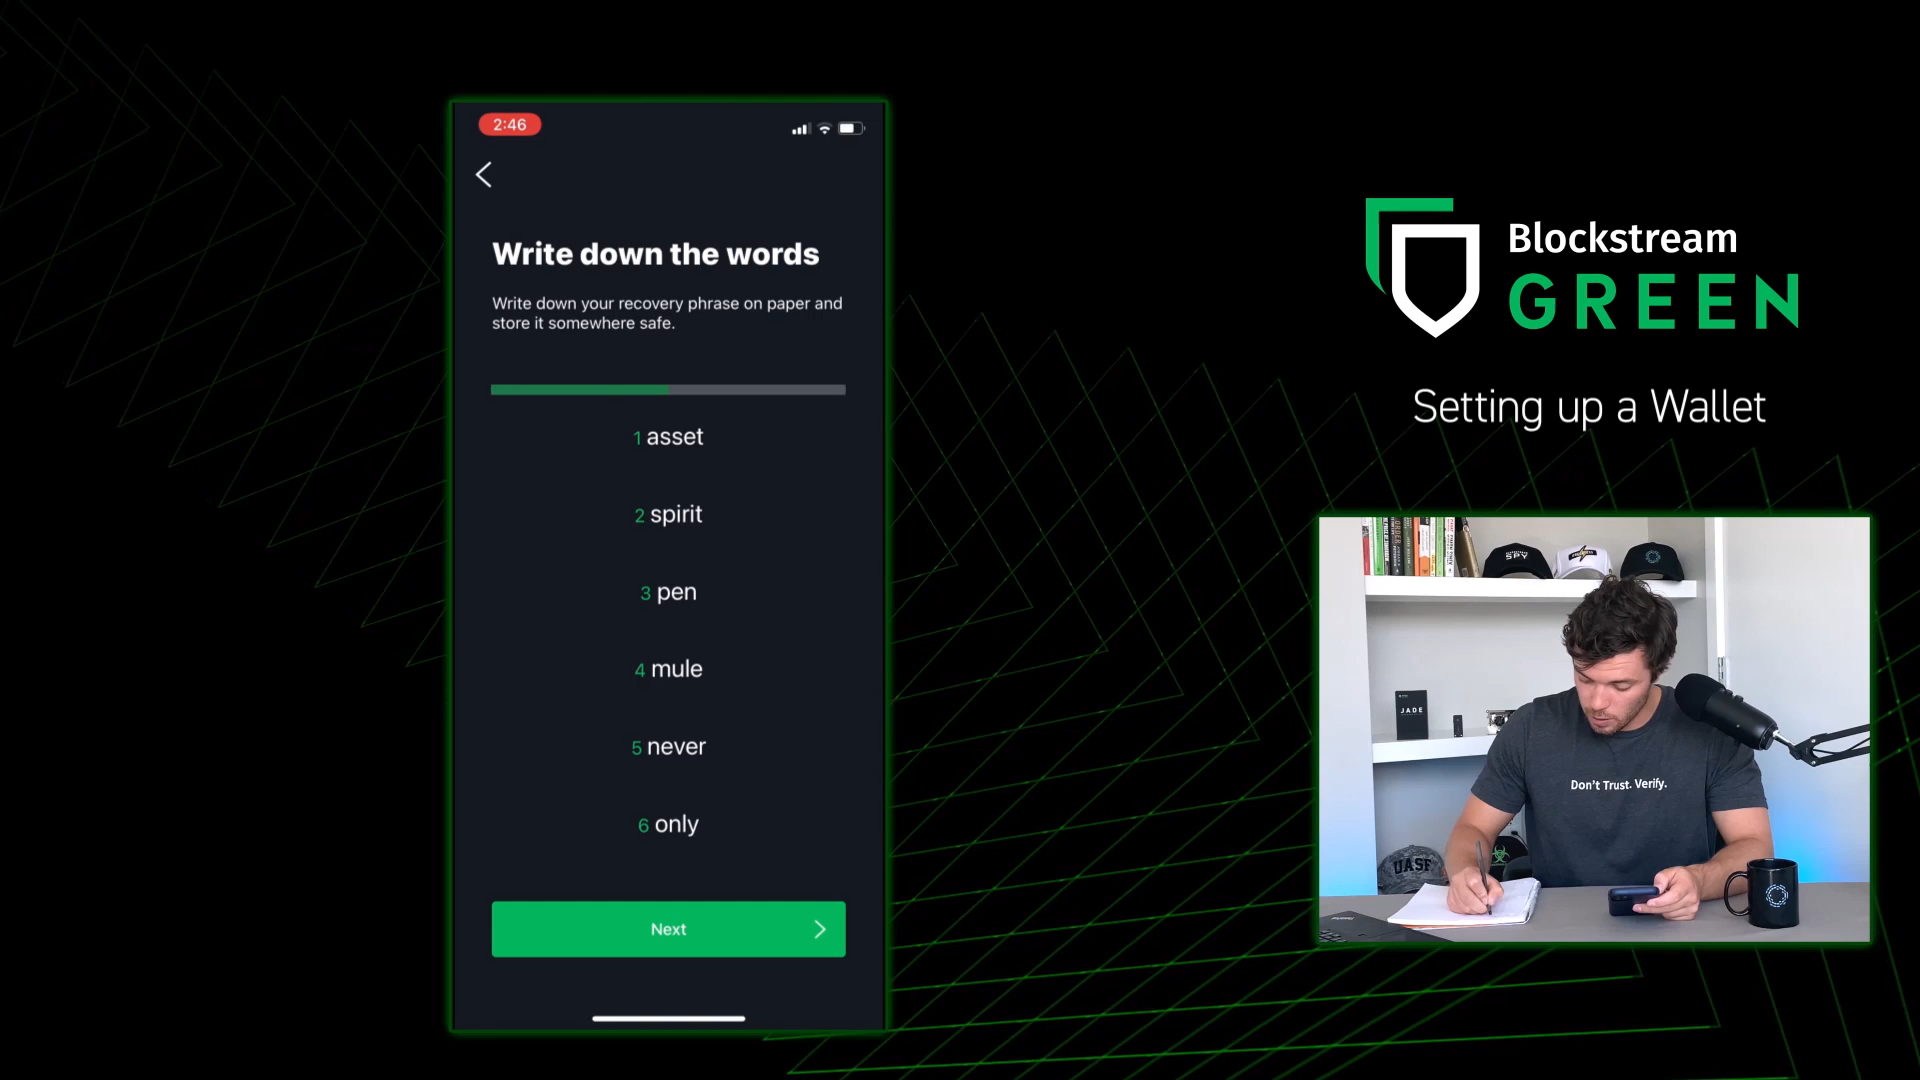 2:46
Write down the words
Write down your recovery phrase on paper and
store it somewhere safe.
1 asset
2 spirit
3 pen
4 mule
5 never
6 only
Next
Blockstream
GREEN
Setting up a Wallet
SPY
ORDER
JADE
Don't Trust. Verify.
UASF